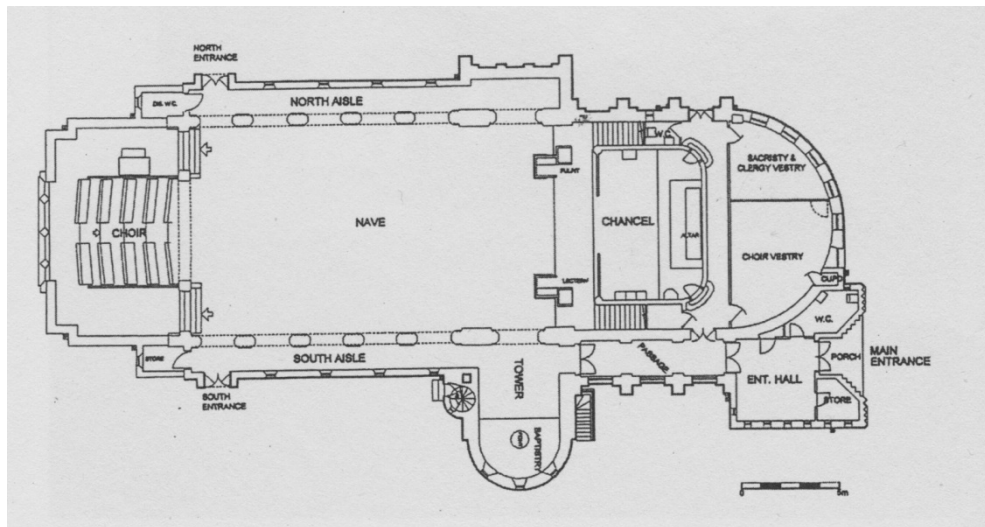 NORTH
ENTRANCE
DIS. W.C.
NORTH AISLE
W.C.
SACRISTY &
CLERGY VESTRY
PULPIT
CHOIR
NAVE
CHANCEL
ALTAR
CHOIR VESTRY
LECTERN
CUPD
W.C.
STORE
SOUTH AISLE
PASSAGE
PORCH
MAIN
ENTRANCE
TOWER
ENT. HALL
SOUTH
ENTRANCE
STORE
BAPTISTRY
FONT
0
5m